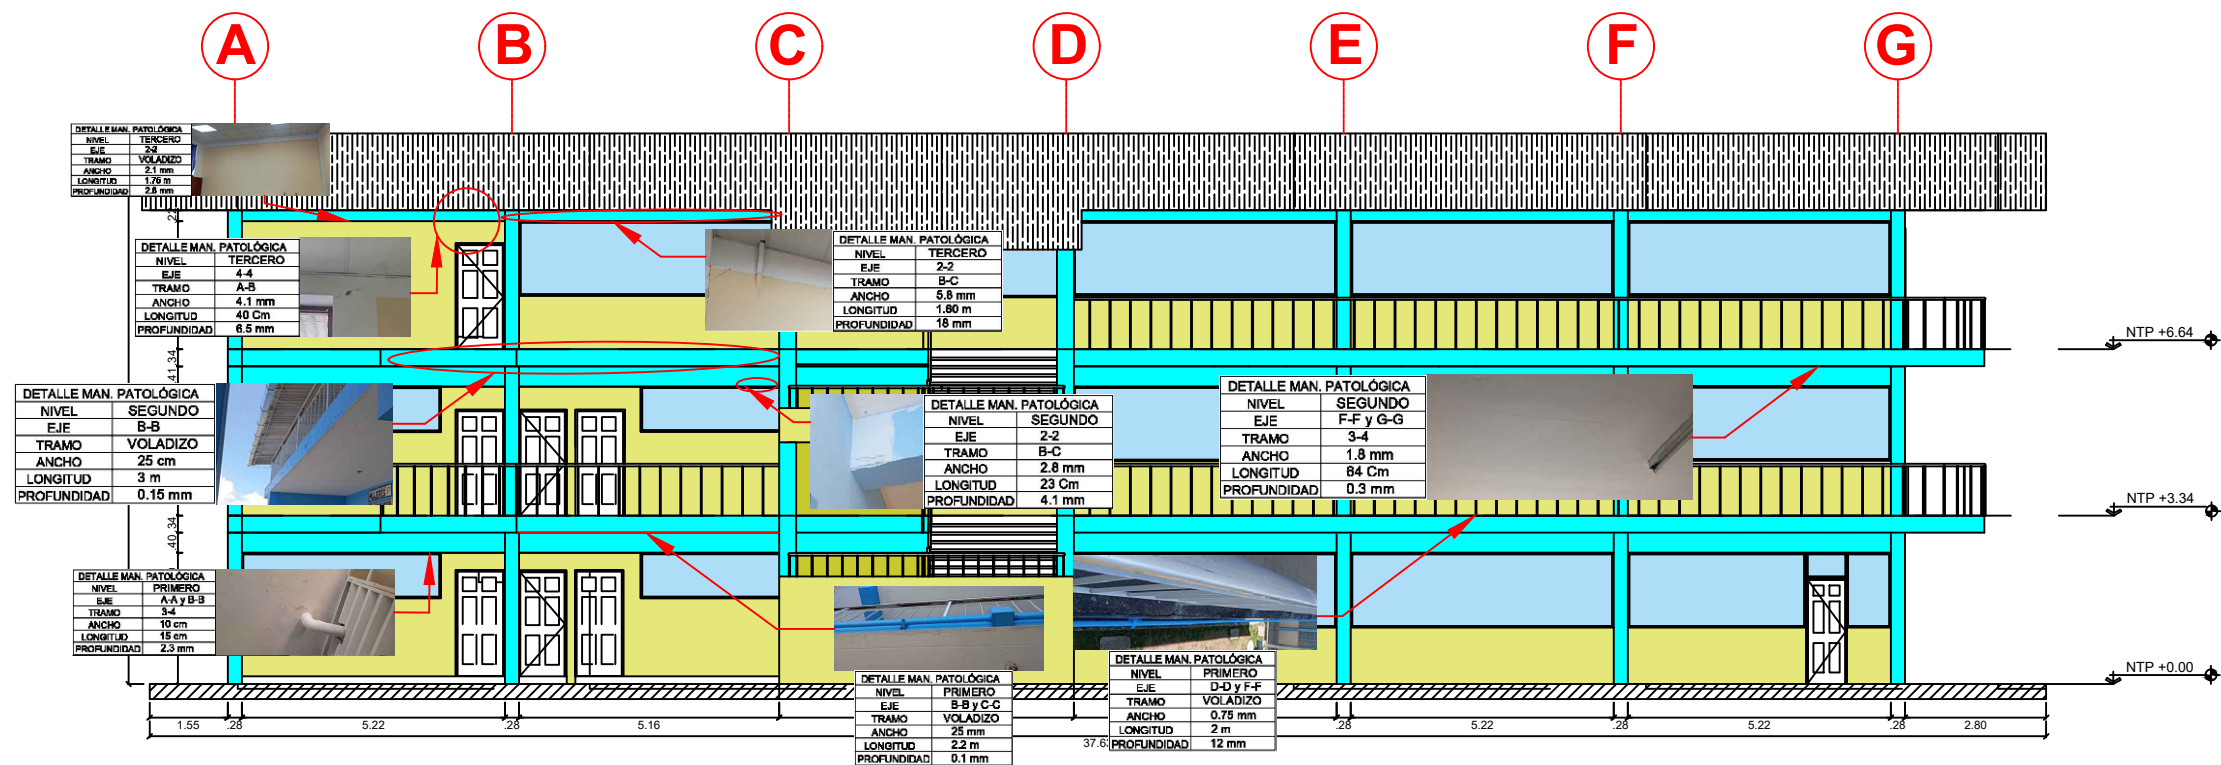 A B C D E F G
DETALLE MAN. PATOLÓGICA
NIVEL TERCERO
EJE 2-2
TRAMO VOLADIZO
ANCHO 2.1 mm
LONGITUD 1.75 m
PROFUNDIDAD 2.6 mm
DETALLE MAN. PATOLÓGICA
NIVEL TERCERO
EJE 4-4
TRAMO A-B
ANCHO 4.1 mm
LONGITUD 40 Cm
PROFUNDIDAD 6.5 mm
DETALLE MAN. PATOLÓGICA
NIVEL TERCERO
EJE 2-2
TRAMO B-C
ANCHO 5.8 mm
LONGITUD 1.60 m
PROFUNDIDAD 18 mm
NTP +6.64
DETALLE MAN. PATOLÓGICA
NIVEL SEGUNDO
EJE B-B
TRAMO VOLADIZO
ANCHO 25 cm
LONGITUD 3 m
PROFUNDIDAD 0.15 mm
DETALLE MAN. PATOLÓGICA
NIVEL SEGUNDO
EJE 2-2
TRAMO B-C
ANCHO 2.8 mm
LONGITUD 23 Cm
PROFUNDIDAD 4.1 mm
DETALLE MAN. PATOLÓGICA
NIVEL SEGUNDO
EJE F-F y G-G
TRAMO 3-4
ANCHO 1.8 mm
LONGITUD 64 Cm
PROFUNDIDAD 0.3 mm
NTP +3.34
DETALLE MAN. PATOLÓGICA
NIVEL PRIMERO
EJE A-A y B-B
TRAMO 3-4
ANCHO 10 cm
LONGITUD 15 cm
PROFUNDIDAD 2.3 mm
DETALLE MAN. PATOLÓGICA
NIVEL PRIMERO
EJE B-B y C-C
TRAMO VOLADIZO
ANCHO 25 mm
LONGITUD 2.2 m
PROFUNDIDAD 0.1 mm
DETALLE MAN. PATOLÓGICA
NIVEL PRIMERO
EJE D-D y F-F
TRAMO VOLADIZO
ANCHO 0.75 mm
LONGITUD 2 m
PROFUNDIDAD 12 mm
NTP +0.00
.34
.34
1.55 .28 5.22 .28 5.16 .28 5.22 .28 5.22 .28 2.80